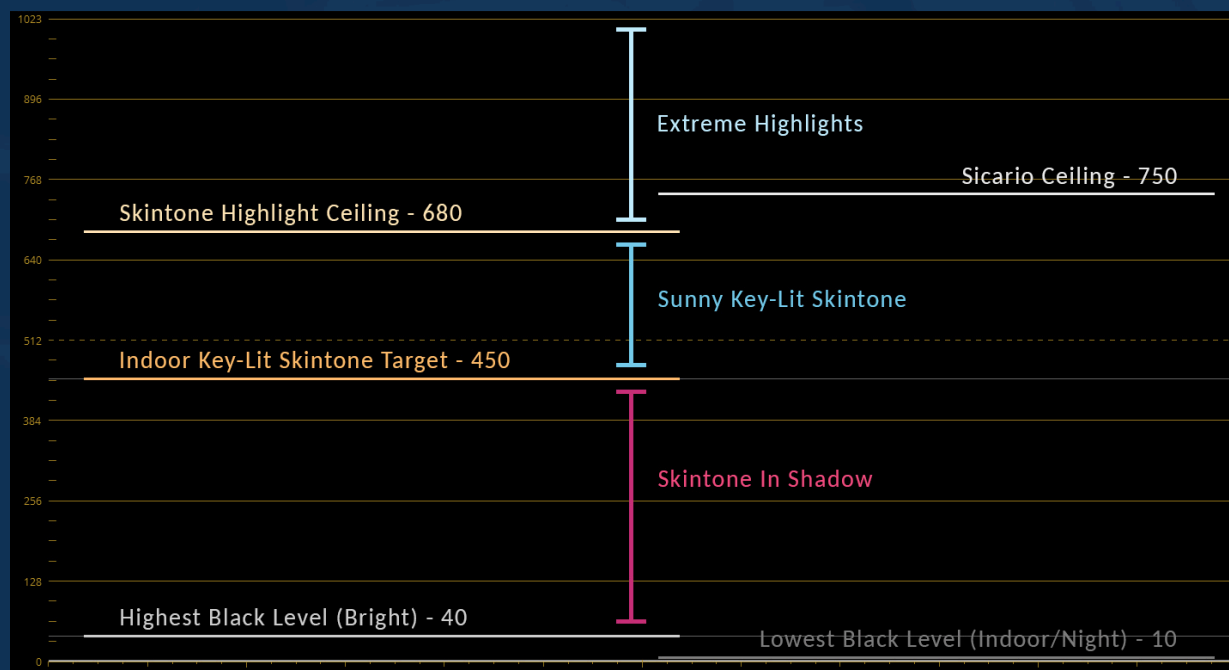 1023
896
Extreme Highlights
Sicario Ceiling - 750
768
Skintone Highlight Ceiling - 680
640
Sunny Key-Lit Skintone
512
Indoor Key-Lit Skintone Target - 450
384
Skintone In Shadow
256
128
Highest Black Level (Bright) - 40
Lowest Black Level (Indoor/Night) - 10
0